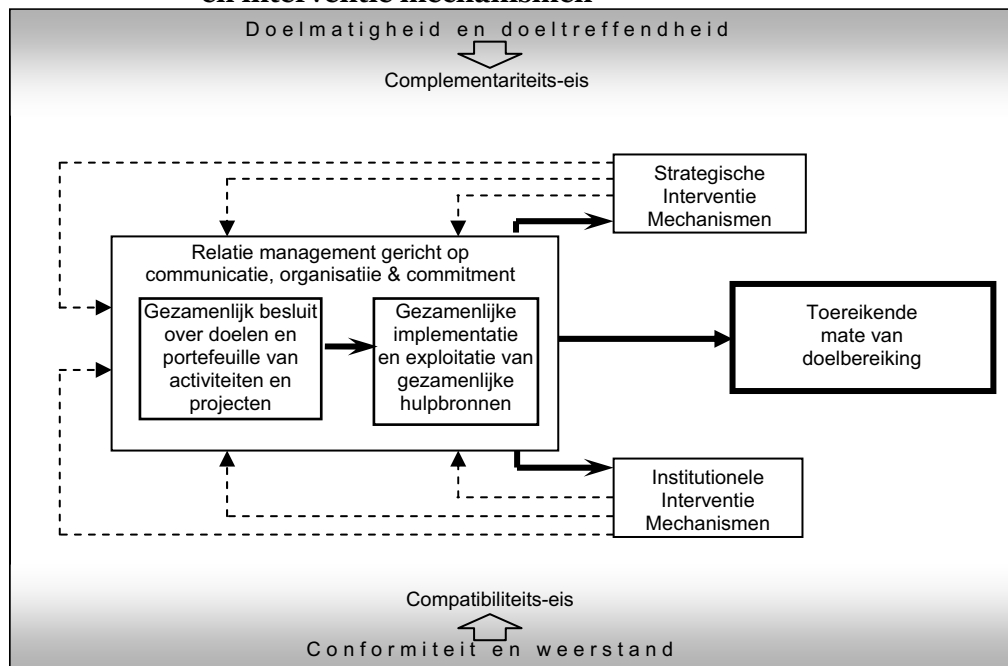 en interventie mechanismen
Doelmatigheid en doeltreffendheid
Complementariteits-eis
Strategische
Interventie
Mechanismen
Relatie management gericht op
communicatie, organisatiie & commitment
Gezamenlijk besluit
over doelen en
portefeuille van
activiteiten en
projecten
Gezamenlijke
implementatie
en exploitatie van
gezamenlijke
hulpbronnen
Toereikende
mate van
doelbereiking
Institutionele
Interventie
Mechanismen
Compatibiliteits-eis
Conformiteit en weerstand